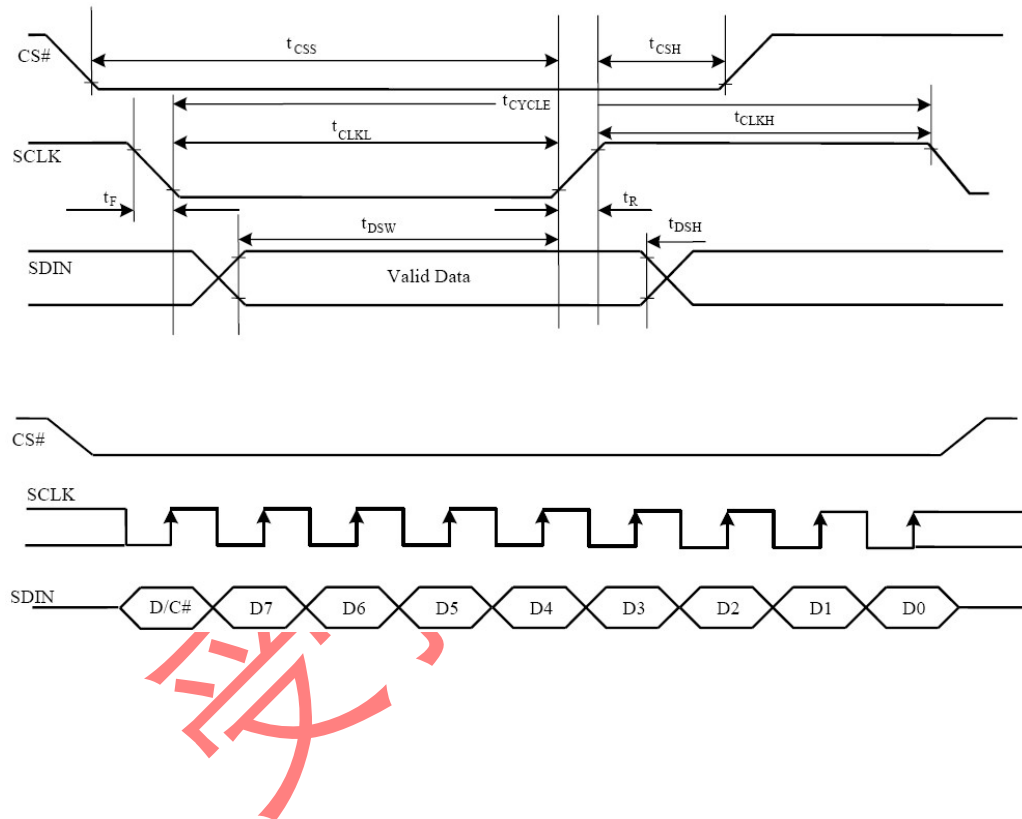 CS#
tCSS
tCSH
tCYCLE
tCLKL
tCLKH
SCLK
tF
tR
tDSW
tDSH
SDIN
Valid Data
CS#
SCLK
SDIN
D/C# D7 D6 D5 D4 D3 D2 D1 D0